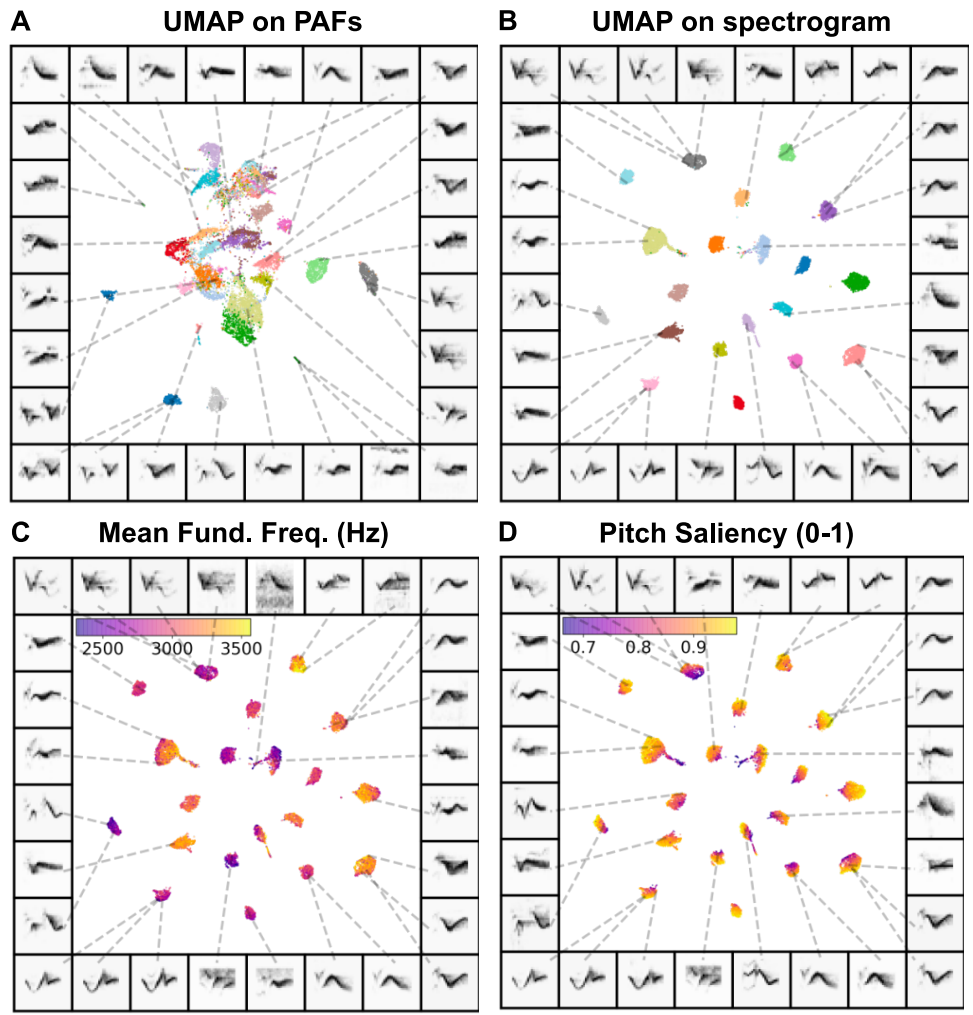 A UMAP on PAFs
B UMAP on spectrogram
C Mean Fund. Freq. (Hz)
2500 3000 3500
D Pitch Saliency (0-1)
0.7 0.8 0.9